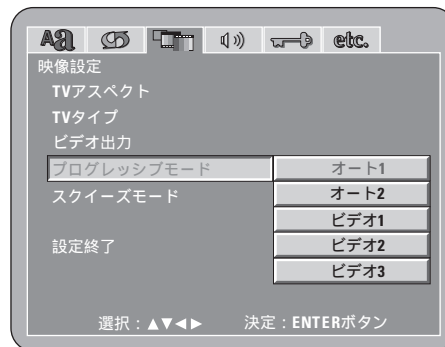 Aa etc.
映像設定
TVアスペクト
TVタイプ
ビデオ出力
プログレッシブモード オート1
スクイーズモード オート2
ビデオ1
設定終了 ビデオ2
ビデオ3
選択：▲▼◀▶ 決定：ENTERボタン